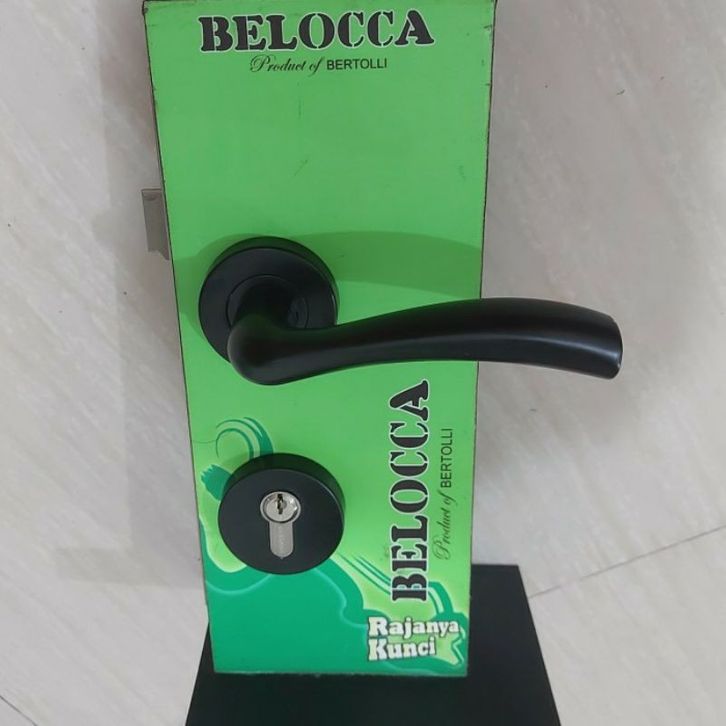 BELOCCA
Product of BERTOLLI
BELOCCA
Product of BERTOLLI
Rajanya
Kunci